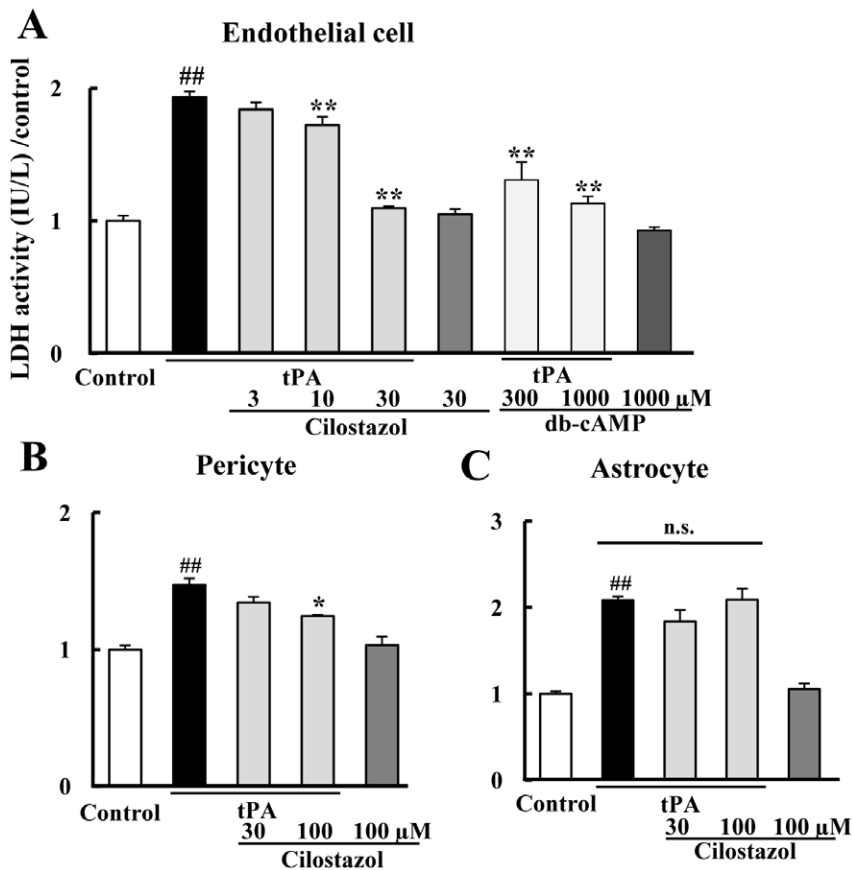 A
Endothelial cell
LDH activity (IU/L) /control
2
1
0
##
**
**
**
**
Control
tPA
tPA
3 10 30 30 300 1000 1000 μM
Cilostazol
db-cAMP
B
Pericyte
2
1
0
##
*
Control
tPA
30 100 100 μM
Cilostazol
C
Astrocyte
3
2
1
0
n.s.
##
Control
tPA
30 100 100 μM
Cilostazol